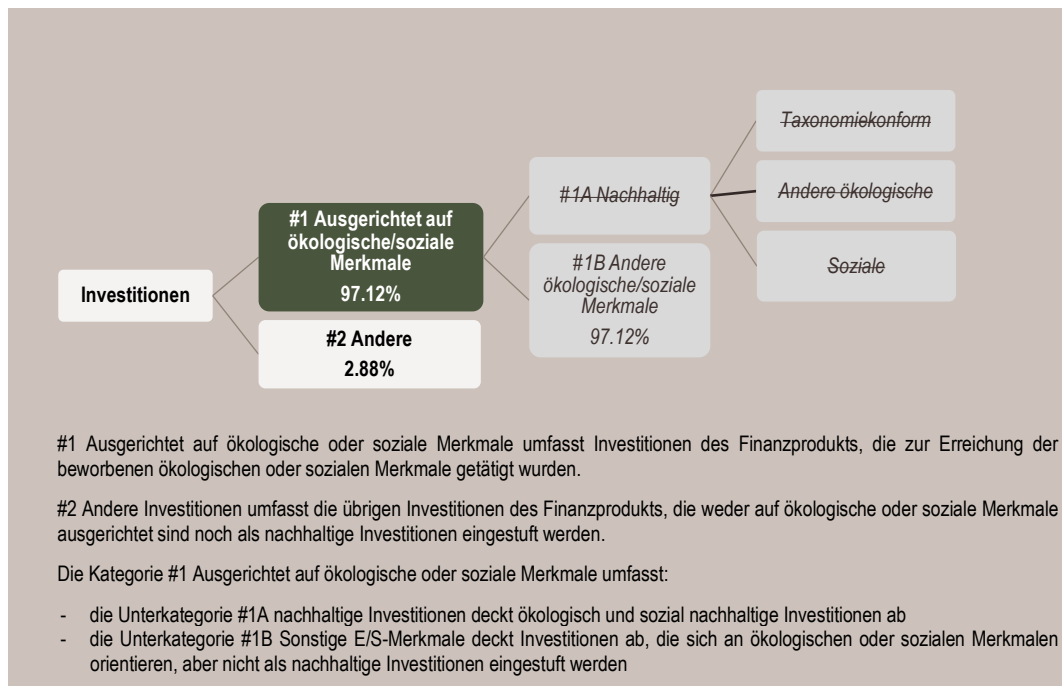 Investitionen
#1 Ausgerichtet auf
ökologische/soziale
Merkmale
97.12%
#2 Andere
2.88%
#1A Nachhaltig
#1B Andere
ökologische/soziale
Merkmale
97.12%
Taxonomiekonform
Andere ökologische
Soziale
#1 Ausgerichtet auf ökologische oder soziale Merkmale umfasst Investitionen des Finanzprodukts, die zur Erreichung der
beworbenen ökologischen oder sozialen Merkmale getätigt wurden.
#2 Andere Investitionen umfasst die übrigen Investitionen des Finanzprodukts, die weder auf ökologische oder soziale Merkmale
ausgerichtet sind noch als nachhaltige Investitionen eingestuft werden.
Die Kategorie #1 Ausgerichtet auf ökologische oder soziale Merkmale umfasst:
- die Unterkategorie #1A nachhaltige Investitionen deckt ökologisch und sozial nachhaltige Investitionen ab
- die Unterkategorie #1B Sonstige E/S-Merkmale deckt Investitionen ab, die sich an ökologischen oder sozialen Merkmalen
orientieren, aber nicht als nachhaltige Investitionen eingestuft werden